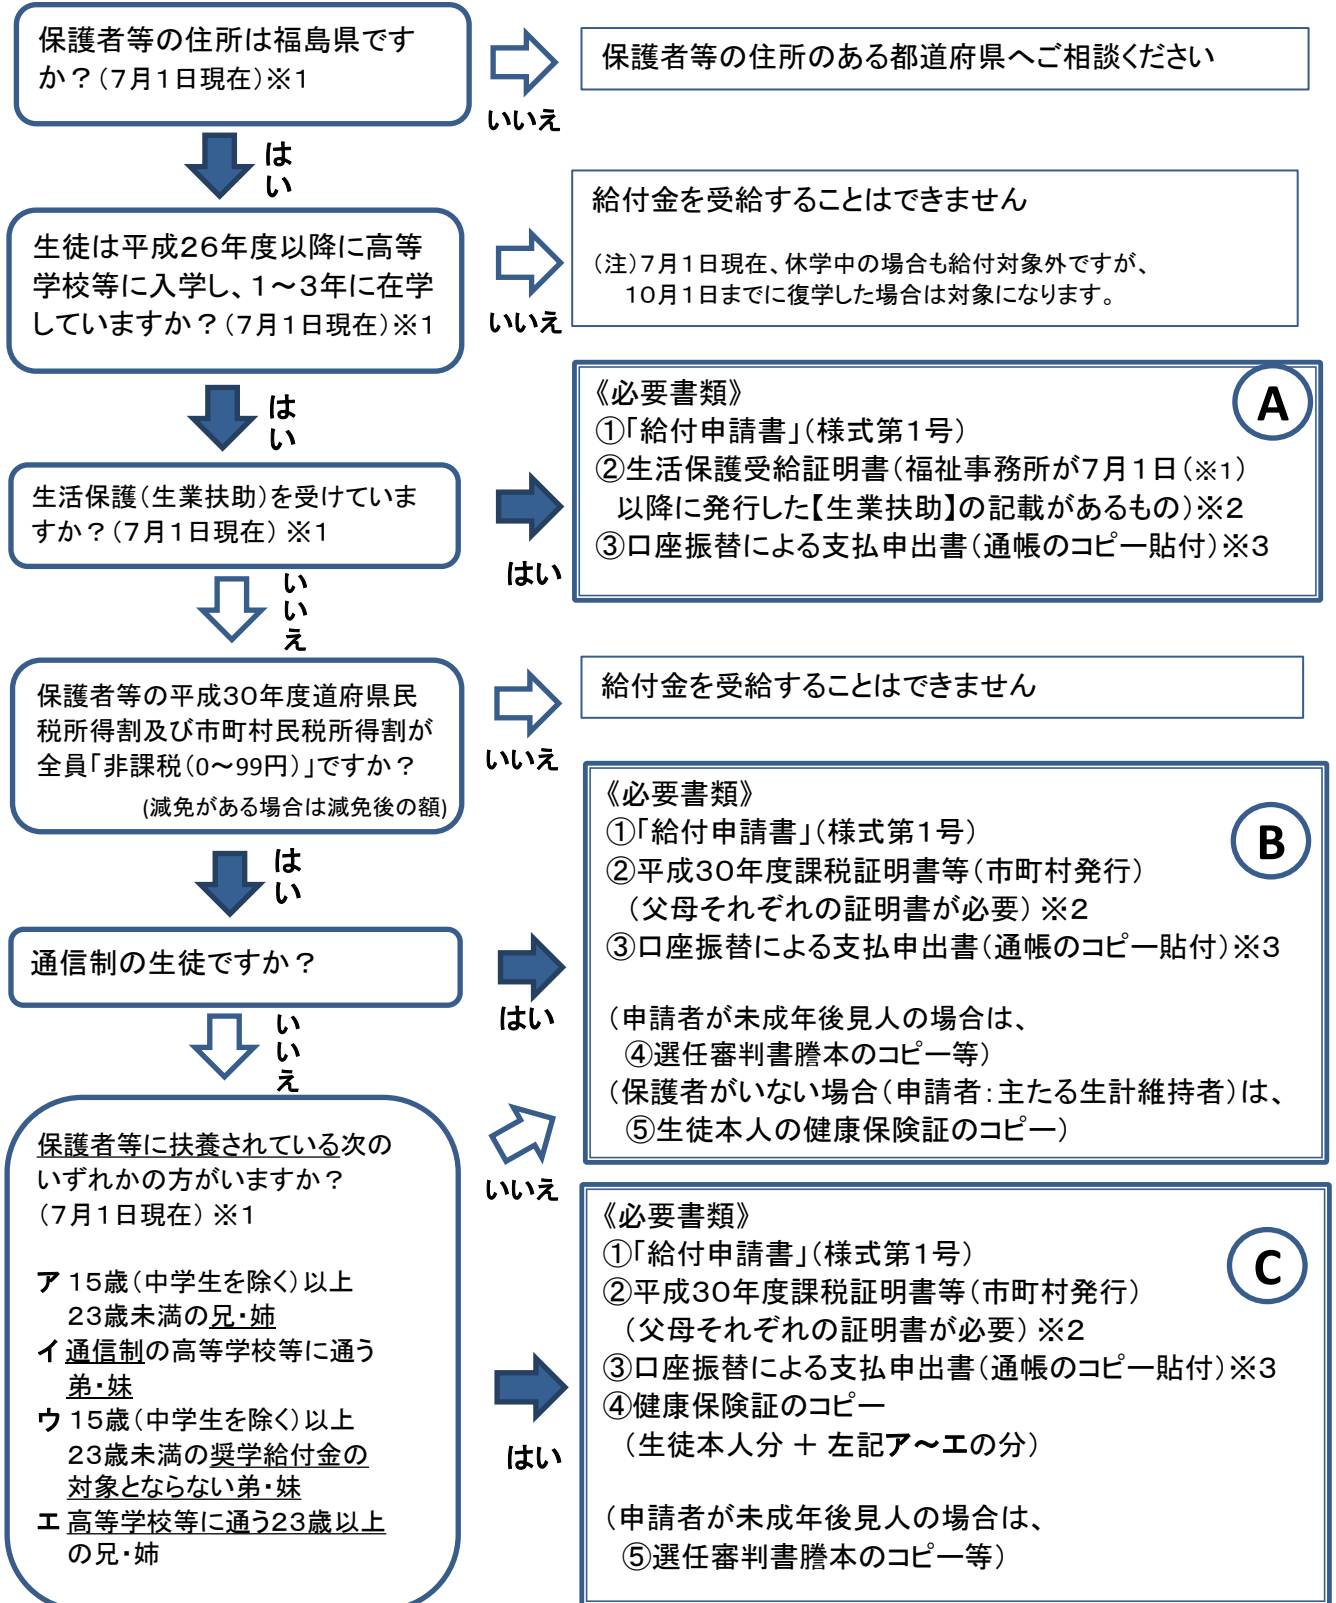 保護者等の住所は福島県です
か？（7月1日現在）※1
いいえ
保護者等の住所のある都道府県へご相談ください
はい
生徒は平成２６年度以降に高等
学校等に入学し、１～３年に在学
していますか？（7月1日現在）※1
いいえ
給付金を受給することはできません
（注）7月1日現在、休学中の場合も給付対象外ですが、
１０月１日までに復学した場合は対象になります。
はい
生活保護（生業扶助）を受けていま
すか？（7月1日現在） ※1
はい
A
《必要書類》
①「給付申請書」（様式第１号）
②生活保護受給証明書（福祉事務所が７月１日（※1）
以降に発行した【生業扶助】の記載があるもの）※２
③口座振替による支払申出書（通帳のコピー貼付）※３
いいえ
保護者等の平成３０年度道府県民
税所得割及び市町村民税所得割が
全員「非課税（0～99円）」ですか？
(減免がある場合は減免後の額)
いいえ
給付金を受給することはできません
はい
通信制の生徒ですか？
はい
B
《必要書類》
①「給付申請書」（様式第１号）
②平成３０年度課税証明書等（市町村発行）
（父母それぞれの証明書が必要） ※２
③口座振替による支払申出書（通帳のコピー貼付）※３
（申請者が未成年後見人の場合は、
④選任審判書謄本のコピー等）
（保護者がいない場合（申請者：主たる生計維持者）は、
⑤生徒本人の健康保険証のコピー）
いいえ
保護者等に扶養されている次の
いずれかの方がいますか？
（7月1日現在） ※1
ア 15歳（中学生を除く）以上
23歳未満の兄・姉
イ 通信制の高等学校等に通う
弟・妹
ウ 15歳（中学生を除く）以上
23歳未満の奨学給付金の
対象とならない弟・妹
エ 高等学校等に通う23歳以上
の兄・姉
いいえ
はい
C
《必要書類》
①「給付申請書」（様式第１号）
②平成３０年度課税証明書等（市町村発行）
（父母それぞれの証明書が必要） ※２
③口座振替による支払申出書（通帳のコピー貼付）※３
④健康保険証のコピー
（生徒本人分 ＋ 左記ア～エの分）
（申請者が未成年後見人の場合は、
⑤選任審判書謄本のコピー等）